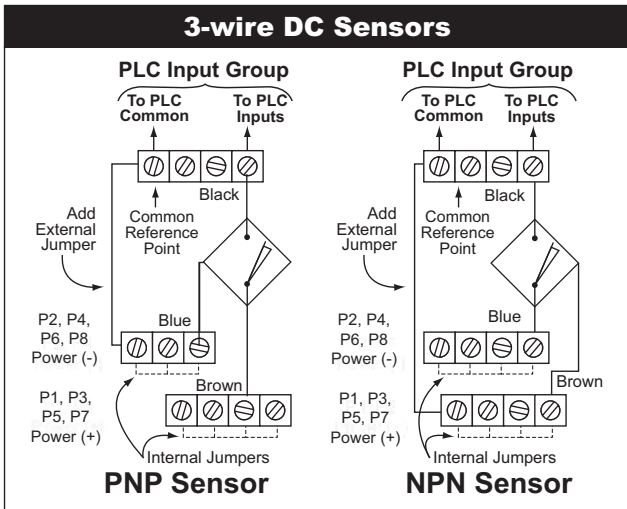 3-wire DC Sensors
PLC Input Group
To PLC
Common
To PLC
Inputs
Black
Add
External
Jumper
Common
Reference
Point
P2, P4,
P6, P8
Power (-)
Blue
P1, P3,
P5, P7
Power (+)
Brown
Internal Jumpers
PNP Sensor
PLC Input Group
To PLC
Common
To PLC
Inputs
Black
Add
External
Jumper
Common
Reference
Point
P2, P4,
P6, P8
Power (-)
Blue
P1, P3,
P5, P7
Power (+)
Brown
Internal Jumpers
NPN Sensor